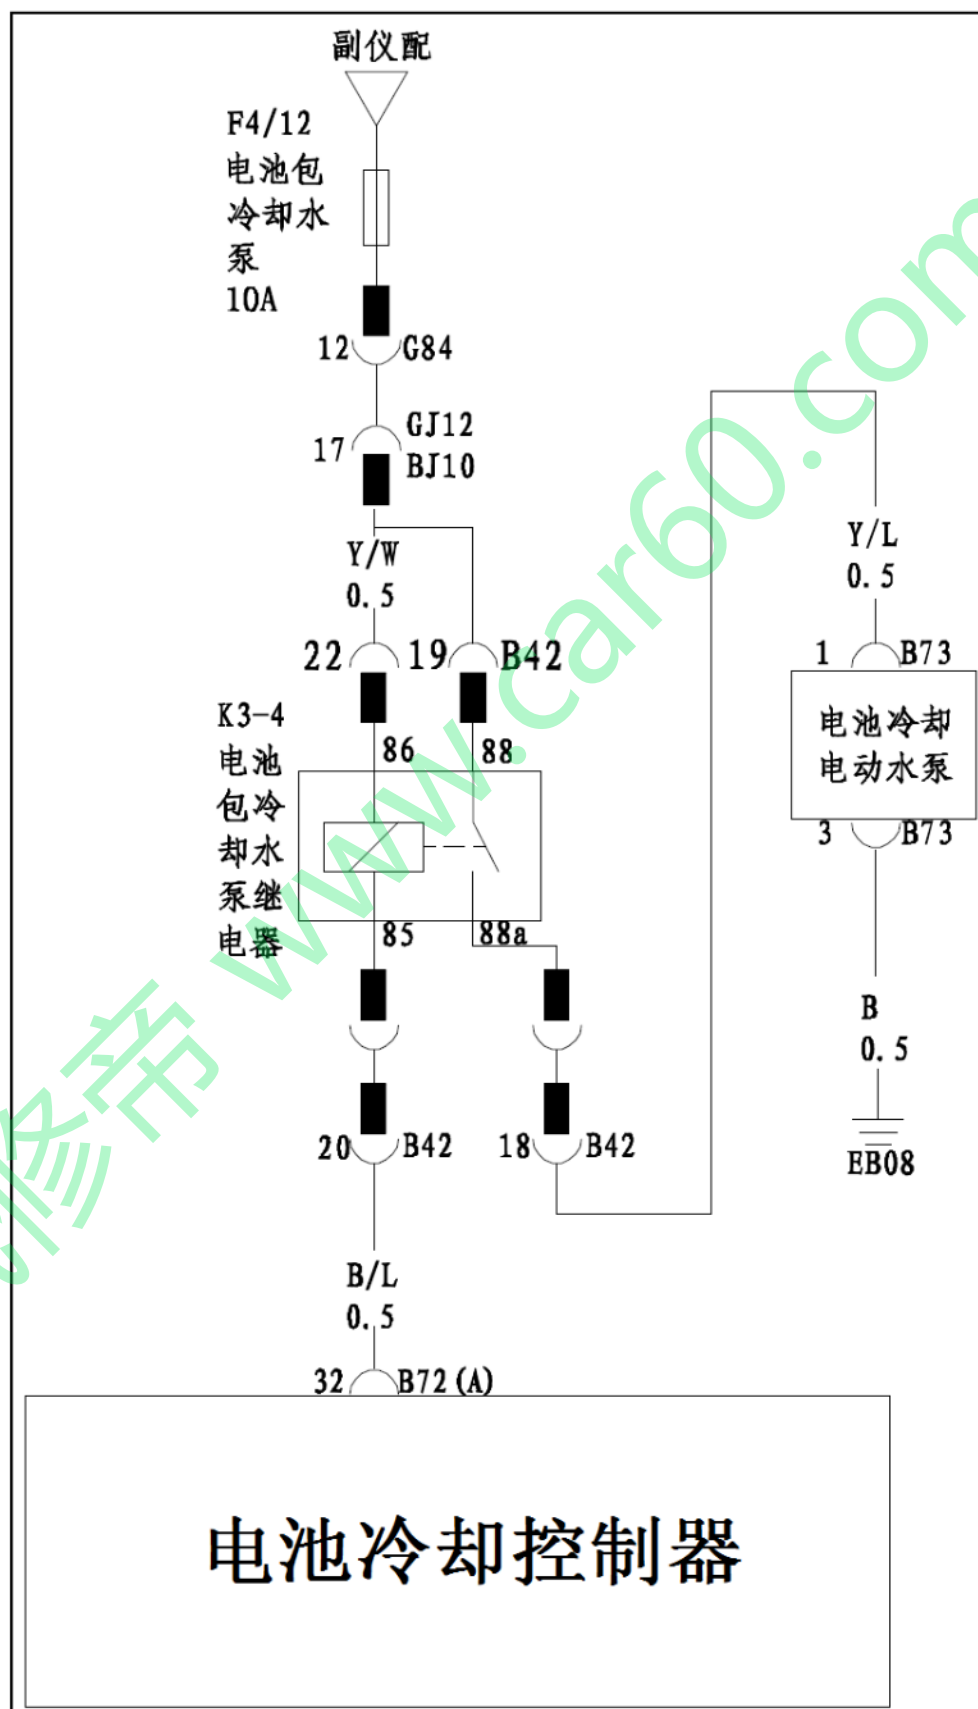 副仪配
F4/12
电池包
冷却水
泵
10A
12
G84
17
GJ12
BJ10
Y/W
0.5
22
19
B42
K3-4
电池
包冷
却水
泵继
电器
86
88
85
88a
20
B42
18
B42
B/L
0.5
32
B72(A)
电池冷却控制器
Y/L
0.5
1
B73
电池冷却
电动水泵
3
B73
B
0.5
EB08
修帝 www.car60.com